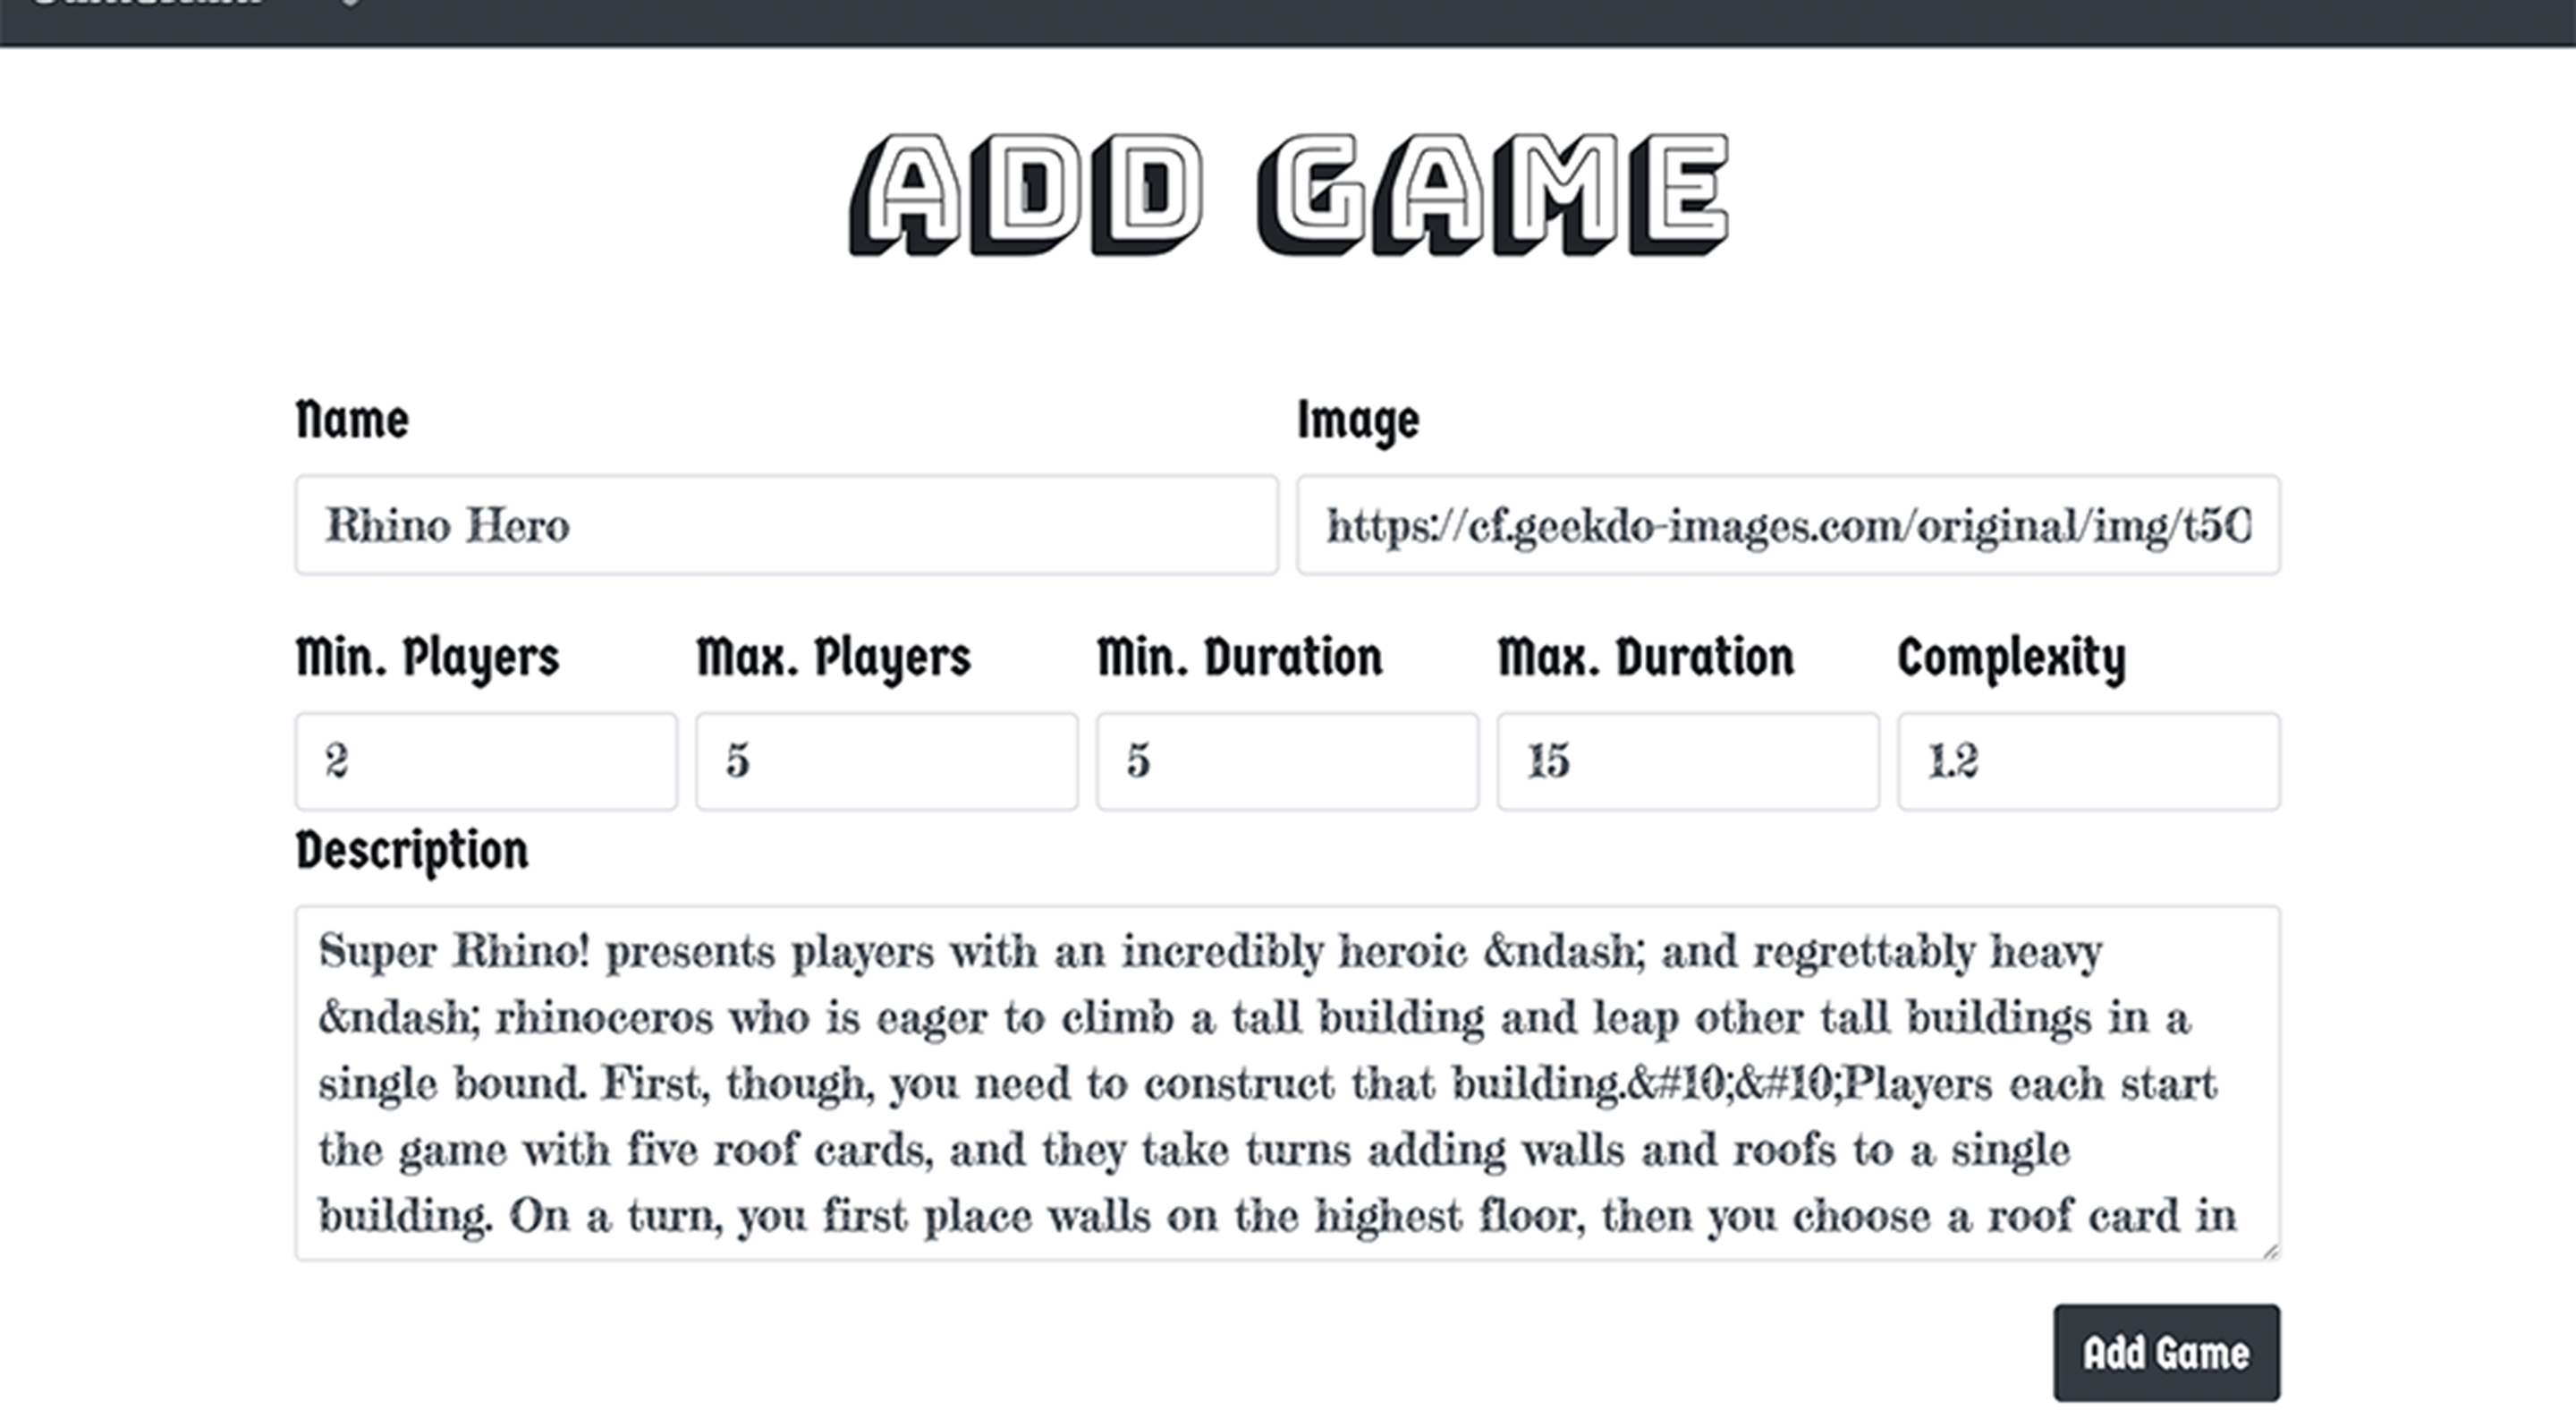 ADD GAME
Name
Image
Rhino Hero
https://cf.geekdo-images.com/original/img/t50
Min. Players
Max. Players
Min. Duration
Max. Duration
Complexity
2
5
5
15
1.2
Description
Super Rhino! presents players with an incredibly heroic &ndash; and regrettably heavy
&ndash; rhinoceros who is eager to climb a tall building and leap other tall buildings in a
single bound. First, though, you need to construct that building.&#10;&#10;Players each start
the game with five roof cards, and they take turns adding walls and roofs to a single
building. On a turn, you first place walls on the highest floor, then you choose a roof card in
Add Game